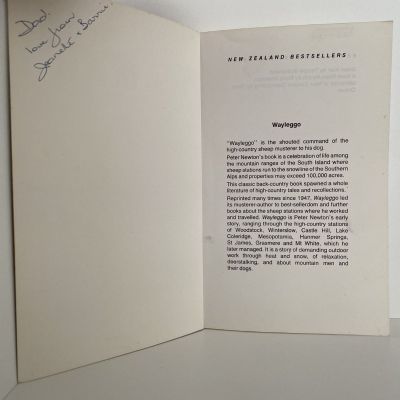 Dad.
love from
Jeanette & Barrie.
NEW ZEALAND BESTSELLERS
Wayleggo
"Wayleggo" is the shouted command of the
high-country sheep musterer to his dog.
Peter Newton's book is a celebration of life among
the mountain ranges of the South Island where
sheep stations run to the snowline of the Southern
Alps and properties may exceed 100,000 acres.
This classic back-country book spawned a whole
literature of high-country tales and recollections.
Reprinted many times since 1947, Wayleggo led
its musterer-author to best-sellerdom and further
books about the sheep stations where he worked
and travelled. Wayleggo is Peter Newton's early
story, ranging through the high-country stations
of Woodstock, Winterslow, Castle Hill, Lake
Coleridge, Mesopotamia, Hanmer Springs,
St James, Grasmere and Mt White, which he
later managed. It is a story of demanding outdoor
work through heat and snow, of relaxation,
deerstalking, and about mountain men and
their dogs.